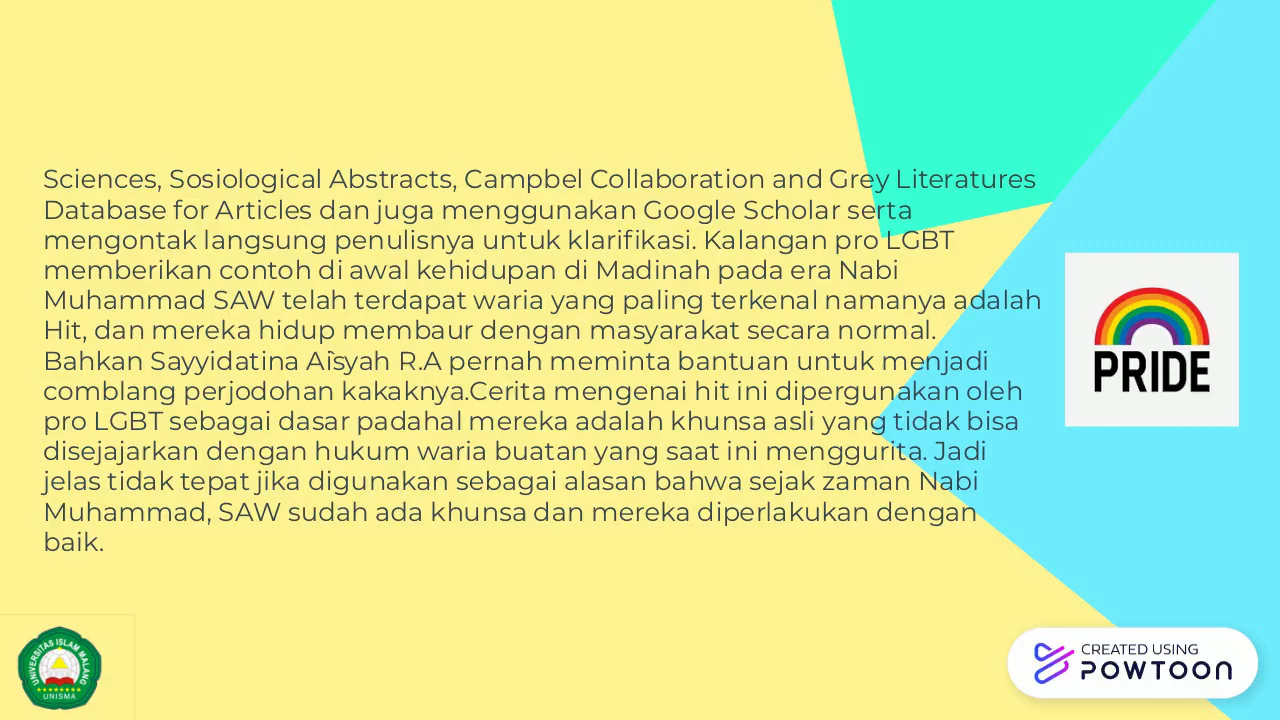 Sciences, Sosiological Abstracts, Campbel Collaboration and Grey Literatures
Database for Articles dan juga menggunakan Google Scholar serta
mengontak langsung penulisnya untuk klarifikasi. Kalangan pro LGBT
memberikan contoh di awal kehidupan di Madinah pada era Nabi
Muhammad SAW telah terdapat waria yang paling terkenal namanya adalah
Hit, dan mereka hidup membaur dengan masyarakat secara normal.
Bahkan Sayyidatina Ai՝syah R.A pernah meminta bantuan untuk menjadi
comblang perjodohan kakaknya.Cerita mengenai hit ini dipergunakan oleh
pro LGBT sebagai dasar padahal mereka adalah khunsa asli yang tidak bisa
disejajarkan dengan hukum waria buatan yang saat ini menggurita. Jadi
jelas tidak tepat jika digunakan sebagai alasan bahwa sejak zaman Nabi
Muhammad, SAW sudah ada khunsa dan mereka diperlakukan dengan
baik.
PRIDE
UNIVERSITAS ISLAM MALANG
UNISMA
CREATED USING
POWTOON